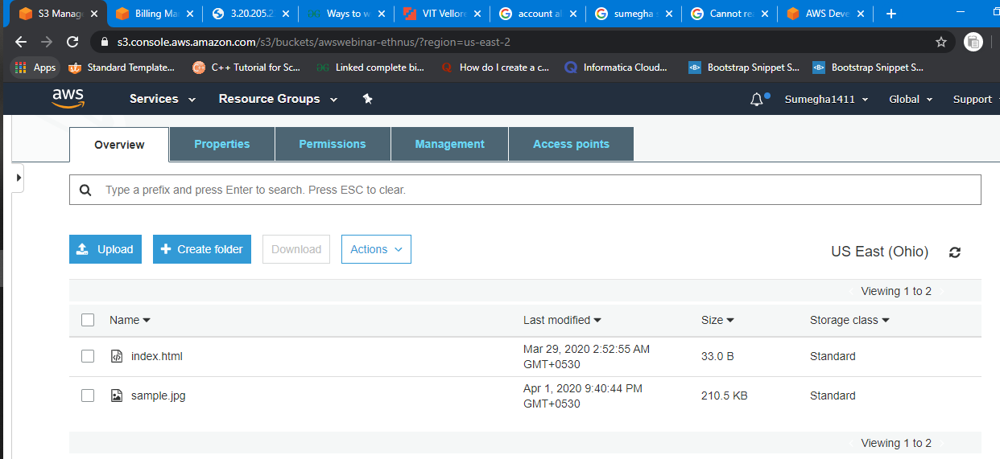 S3 Manag
Billing Ma
3.20.205.2
Ways to w
VIT Vellore
account al
sumegha s
Cannot re
AWS Deve
s3.console.aws.amazon.com/s3/buckets/awswebinar-ethnus/?region=us-east-2
Apps
Standard Template...
C++ Tutorial for Sc...
Linked complete bi...
How do I create a c...
Informatica Cloud...
<B> Bootstrap Snippet S...
<B> Bootstrap Snippet S...
aws
Services
Resource Groups
Sumegha1411
Global
Support
Overview
Properties
Permissions
Management
Access points
Type a prefix and press Enter to search. Press ESC to clear.
Upload
Create folder
Download
Actions
US East (Ohio)
Viewing 1 to 2
Name
Last modified
Size
Storage class
index.html
Mar 29, 2020 2:52:55 AM
GMT+0530
33.0 B
Standard
sample.jpg
Apr 1, 2020 9:40:44 PM
GMT+0530
210.5 KB
Standard
Viewing 1 to 2